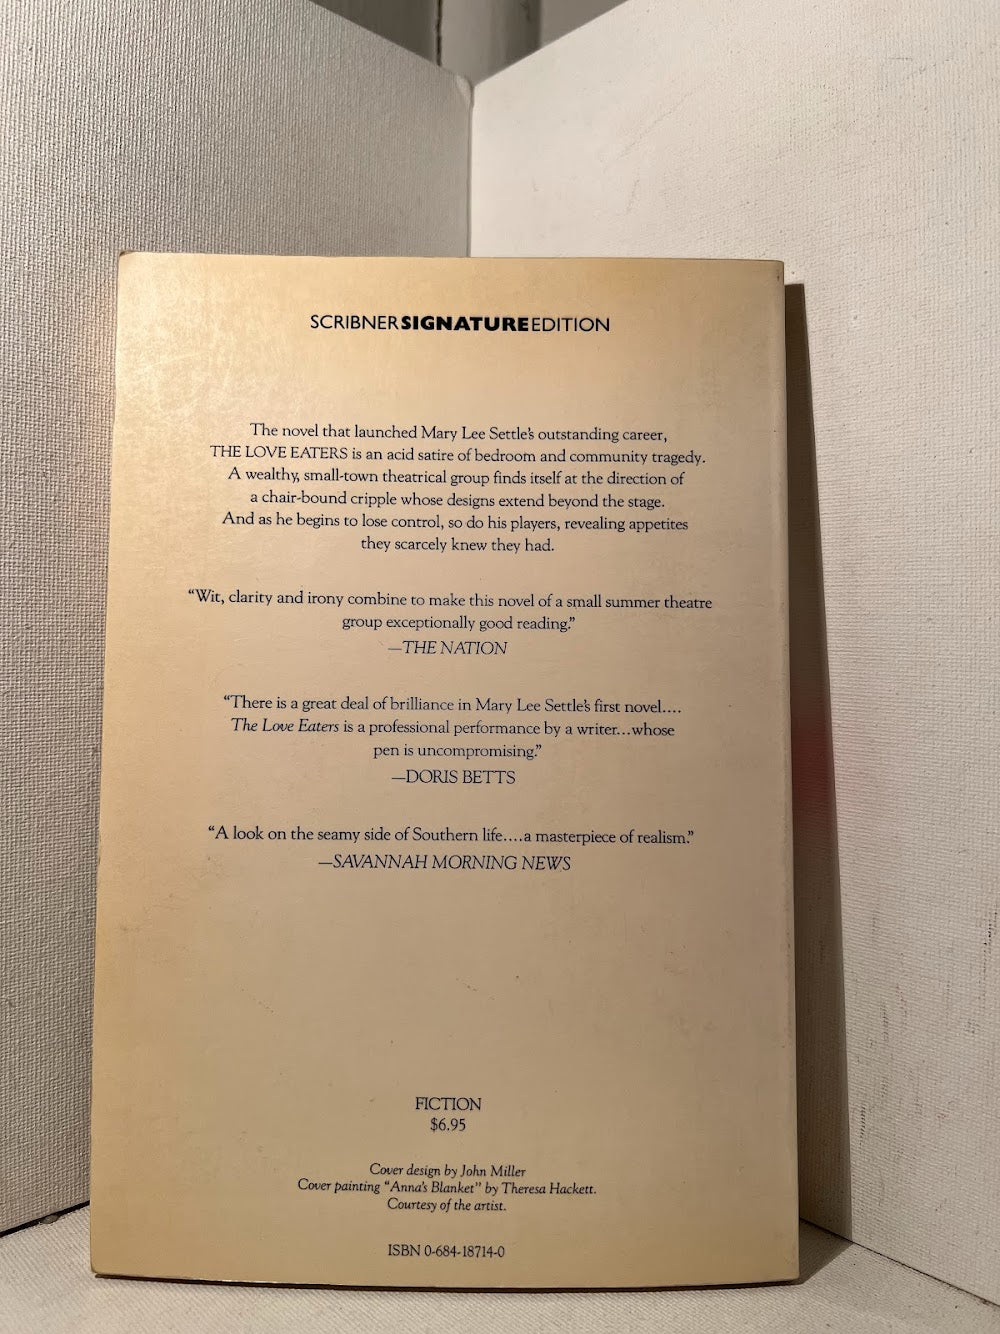 SCRIBNERSIGNATUREEDITION
The novel that launched Mary Lee Settle's outstanding career,
THE LOVE EATERS is an acid satire of bedroom and community tragedy.
A wealthy, small-town theatrical group finds itself at the direction of
a chair-bound cripple whose designs extend beyond the stage.
And as he begins to lose control, so do his players, revealing appetites
they scarcely knew they had.
“Wit, clarity and irony combine to make this novel of a small summer theatre
group exceptionally good reading.”
—THE NATION
“There is a great deal of brilliance in Mary Lee Settle's first novel....
The Love Eaters is a professional performance by a writer...whose
pen is uncompromising.”
—DORIS BETTS
“A look on the seamy side of Southern life....a masterpiece of realism.”
—SAVANNAH MORNING NEWS
FICTION
$6.95
Cover design by John Miller
Cover painting “Anna's Blanket” by Theresa Hackett.
Courtesy of the artist.
ISBN 0-684-18714-0